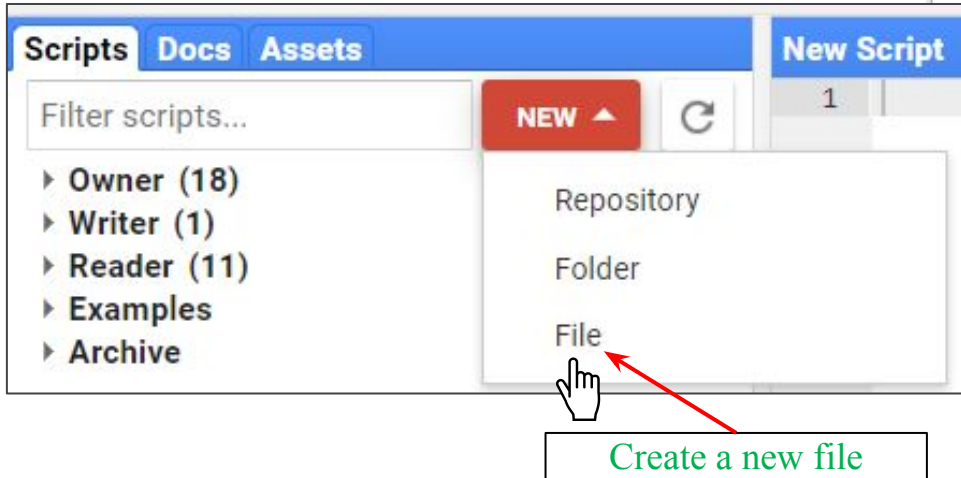 Scripts Docs Assets
New Script
Filter scripts...
NEW
1
Owner (18)
Writer (1)
Reader (11)
Examples
Archive
Repository
Folder
File
Create a new file